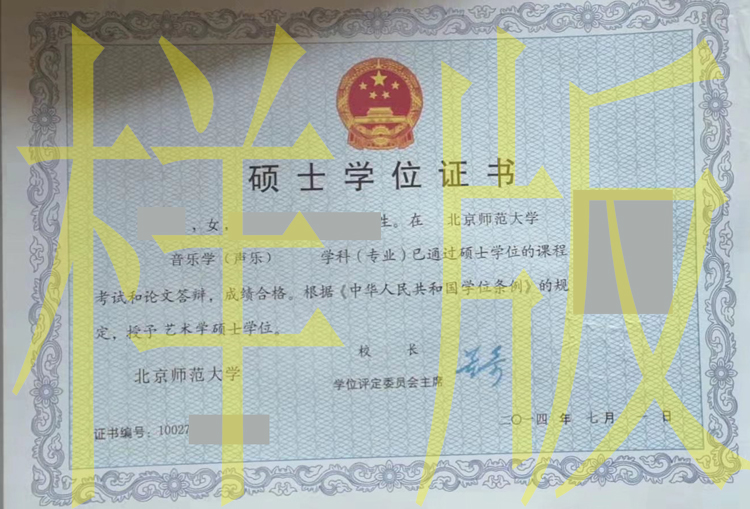 样版
硕士学位证书
，女， 生。在 北京师范大学
音乐学（声乐） 学科（专业）已通过硕士学位的课程
考试和论文答辩，成绩合格。根据《中华人民共和国学位条例》的规
定，授予 艺术学硕士学位。
校 长
北京师范大学
学位评定委员会主席
证书编号：10027
二〇一四 年 七月 一 日